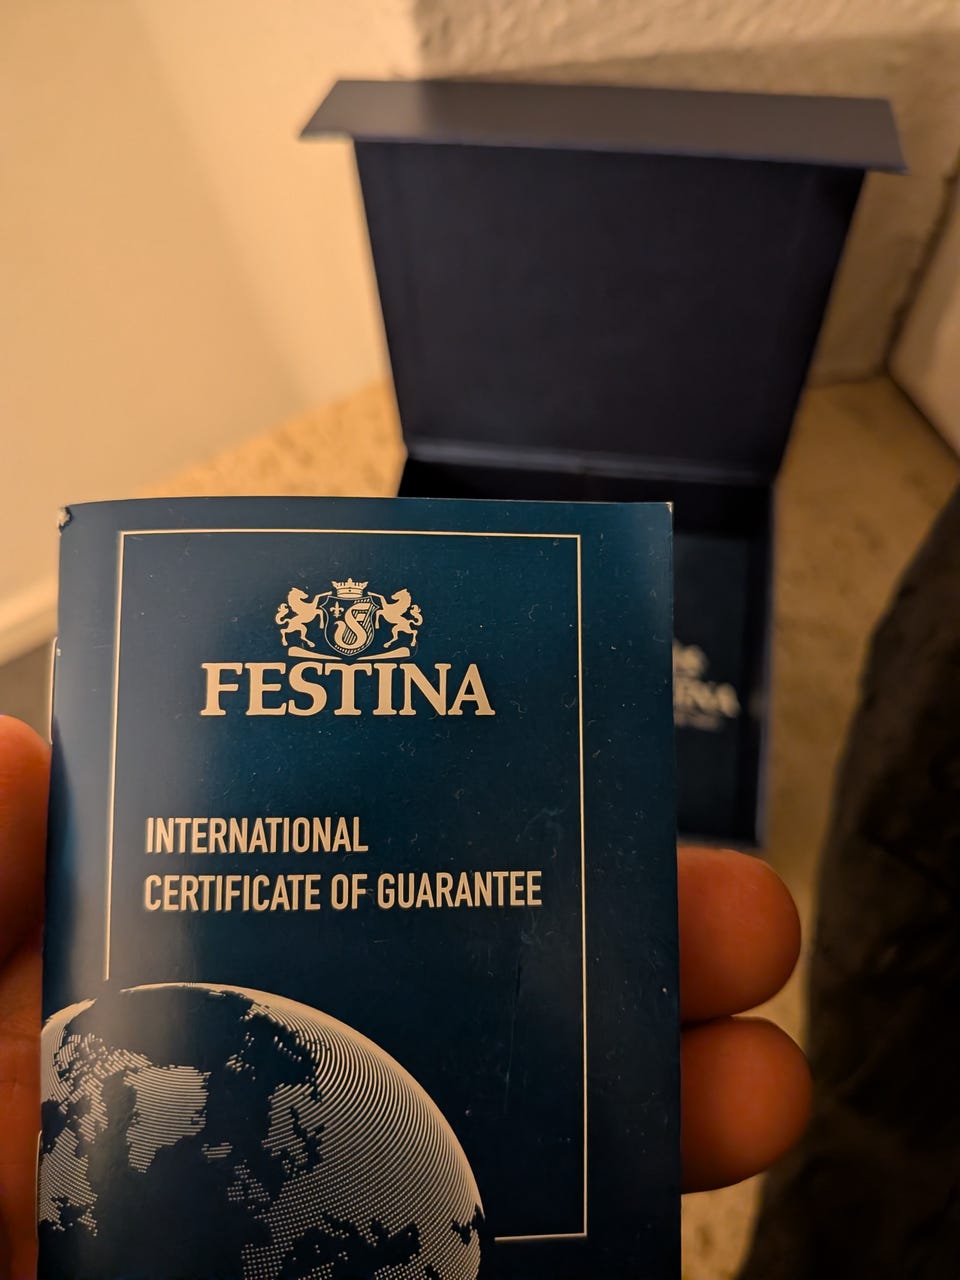 FESTINA
INTERNATIONAL
CERTIFICATE OF GUARANTEE